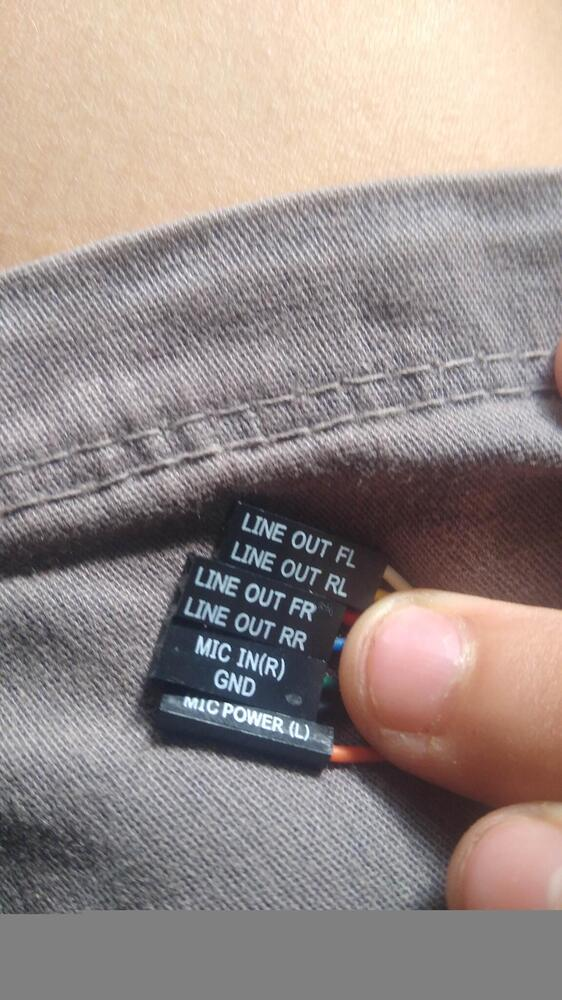 LINE OUT FL
LINE OUT RL
LINE OUT FR
LINE OUT RR
MIC IN(R)
GND
MIC POWER (L)